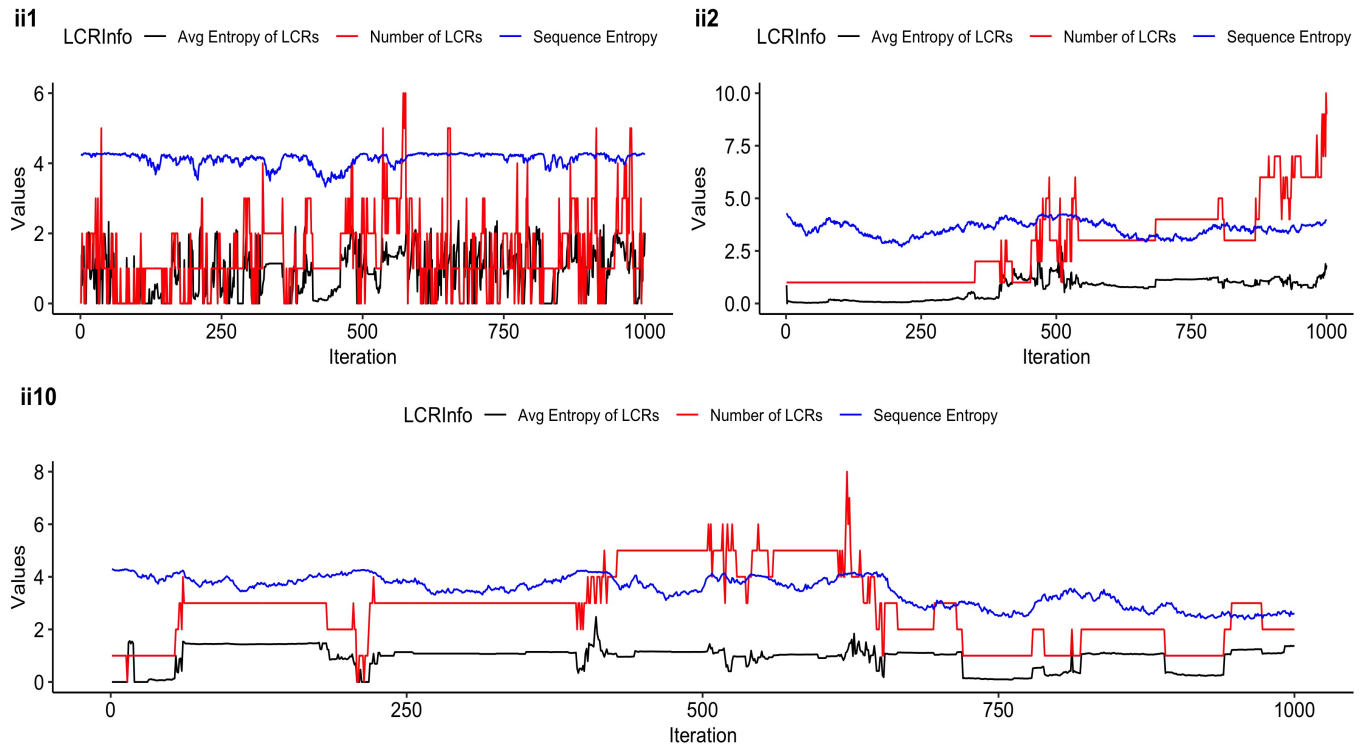 ii1
LCRInfo Avg Entropy of LCRs Number of LCRs Sequence Entropy
Values
6
4
2
0
0 250 500 750 1000
Iteration
ii2
LCRInfo Avg Entropy of LCRs Number of LCRs Sequence Entropy
Values
10.0
7.5
5.0
2.5
0.0
0 250 500 750 1000
Iteration
ii10
LCRInfo Avg Entropy of LCRs Number of LCRs Sequence Entropy
Values
8
6
4
2
0
0 250 500 750 1000
Iteration